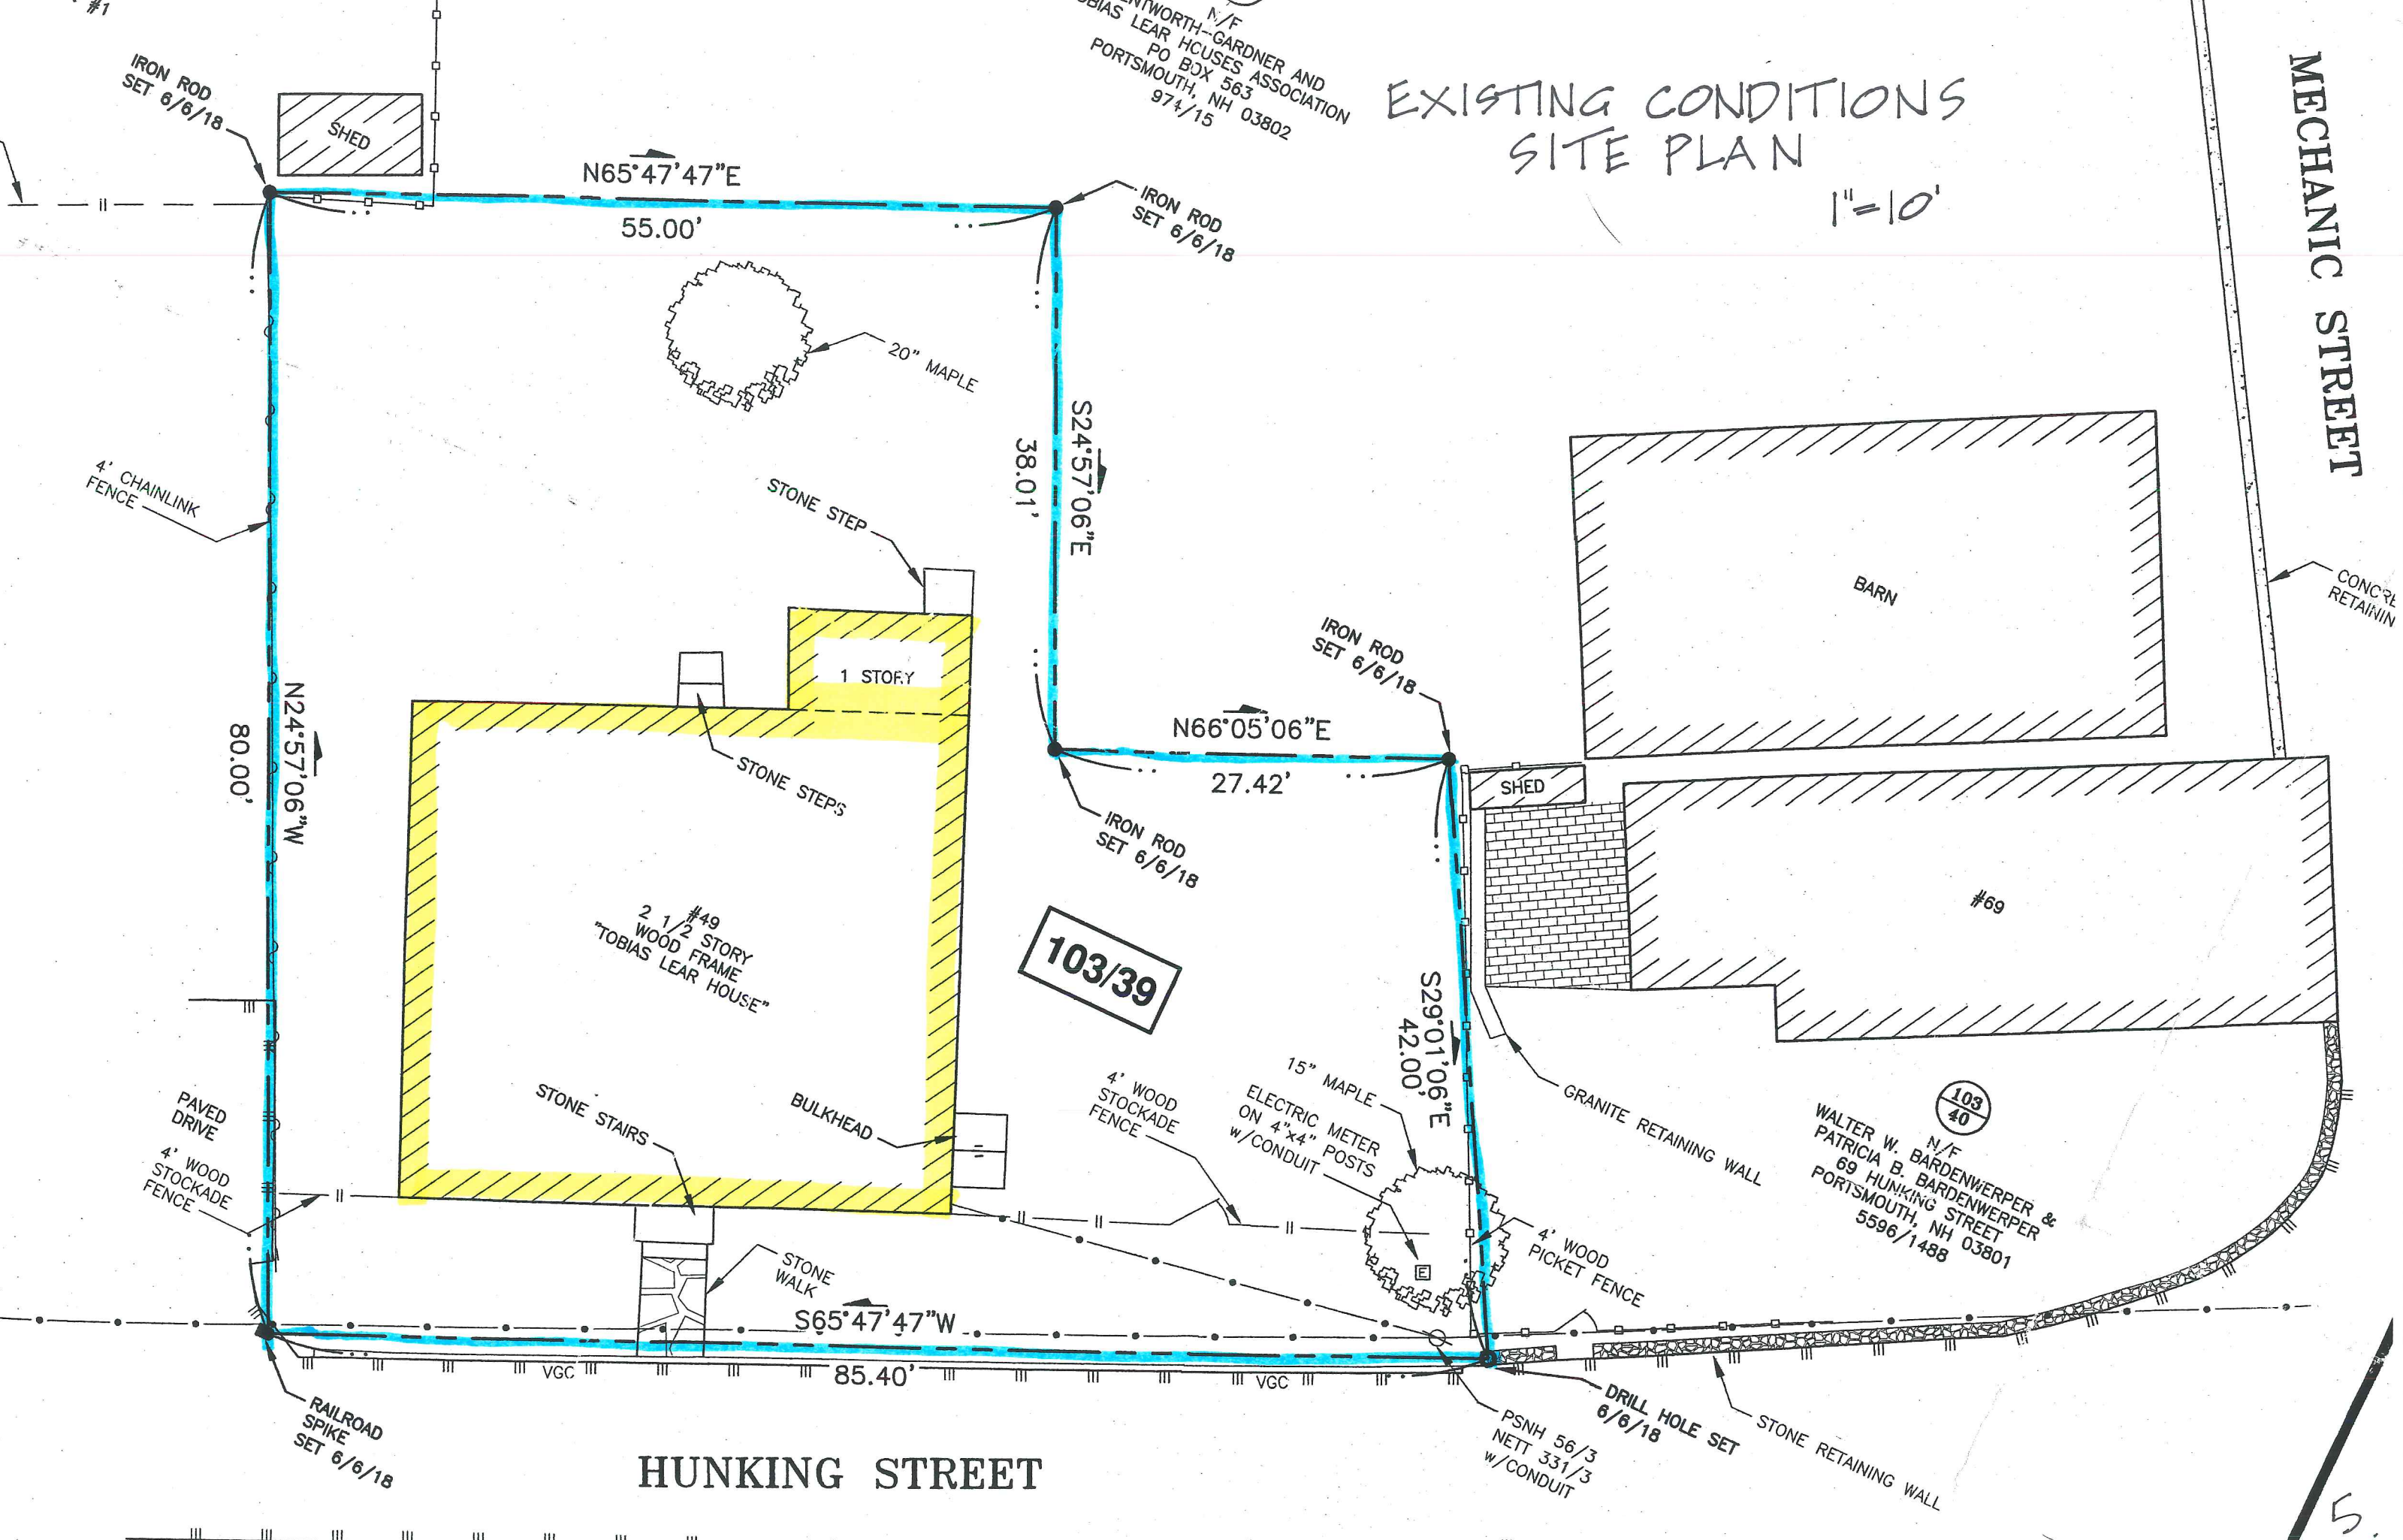 #1
N/F
WENTWORTH-GARDNER AND
TOBIAS LEAR HOUSES ASSOCIATION
PO BOX 563
PORTSMOUTH, NH 03802
974/15
EXISTING CONDITIONS
SITE PLAN
1"=10'
MECHANIC STREET
IRON ROD
SET 6/6/18
SHED
N65°47'47"E
55.00'
IRON ROD
SET 6/6/18
20" MAPLE
S24°57'06"E
38.01'
4' CHAINLINK
FENCE
STONE STEP
BARN
CONCRE
RETAININ
IRON ROD
SET 6/6/18
1 STORY
N24°57'06"W
80.00'
STONE STEPS
N66°05'06"E
27.42'
SHED
IRON ROD
SET 6/6/18
#69
#49
2 1/2 STORY
WOOD FRAME
"TOBIAS LEAR HOUSE"
103/39
S29°01'06"E
42.00'
PAVED
DRIVE
STONE STAIRS
BULKHEAD
4' WOOD
STOCKADE
FENCE
15" MAPLE
ELECTRIC METER
ON 4"x4" POSTS
w/CONDUIT
GRANITE RETAINING WALL
103
40
N/F
WALTER W. BARDENWERPER &
PATRICIA B. BARDENWERPER
69 HUNKING STREET
PORTSMOUTH, NH 03801
5596/1488
4' WOOD
STOCKADE
FENCE
STONE
WALK
E
4' WOOD
PICKET FENCE
S65°47'47"W
85.40'
VGC
VGC
RAILROAD
SPIKE
SET 6/6/18
DRILL HOLE SET
6/6/18
PSNH 56/3
NETT 331/3
w/CONDUIT
STONE RETAINING WALL
HUNKING STREET
5.